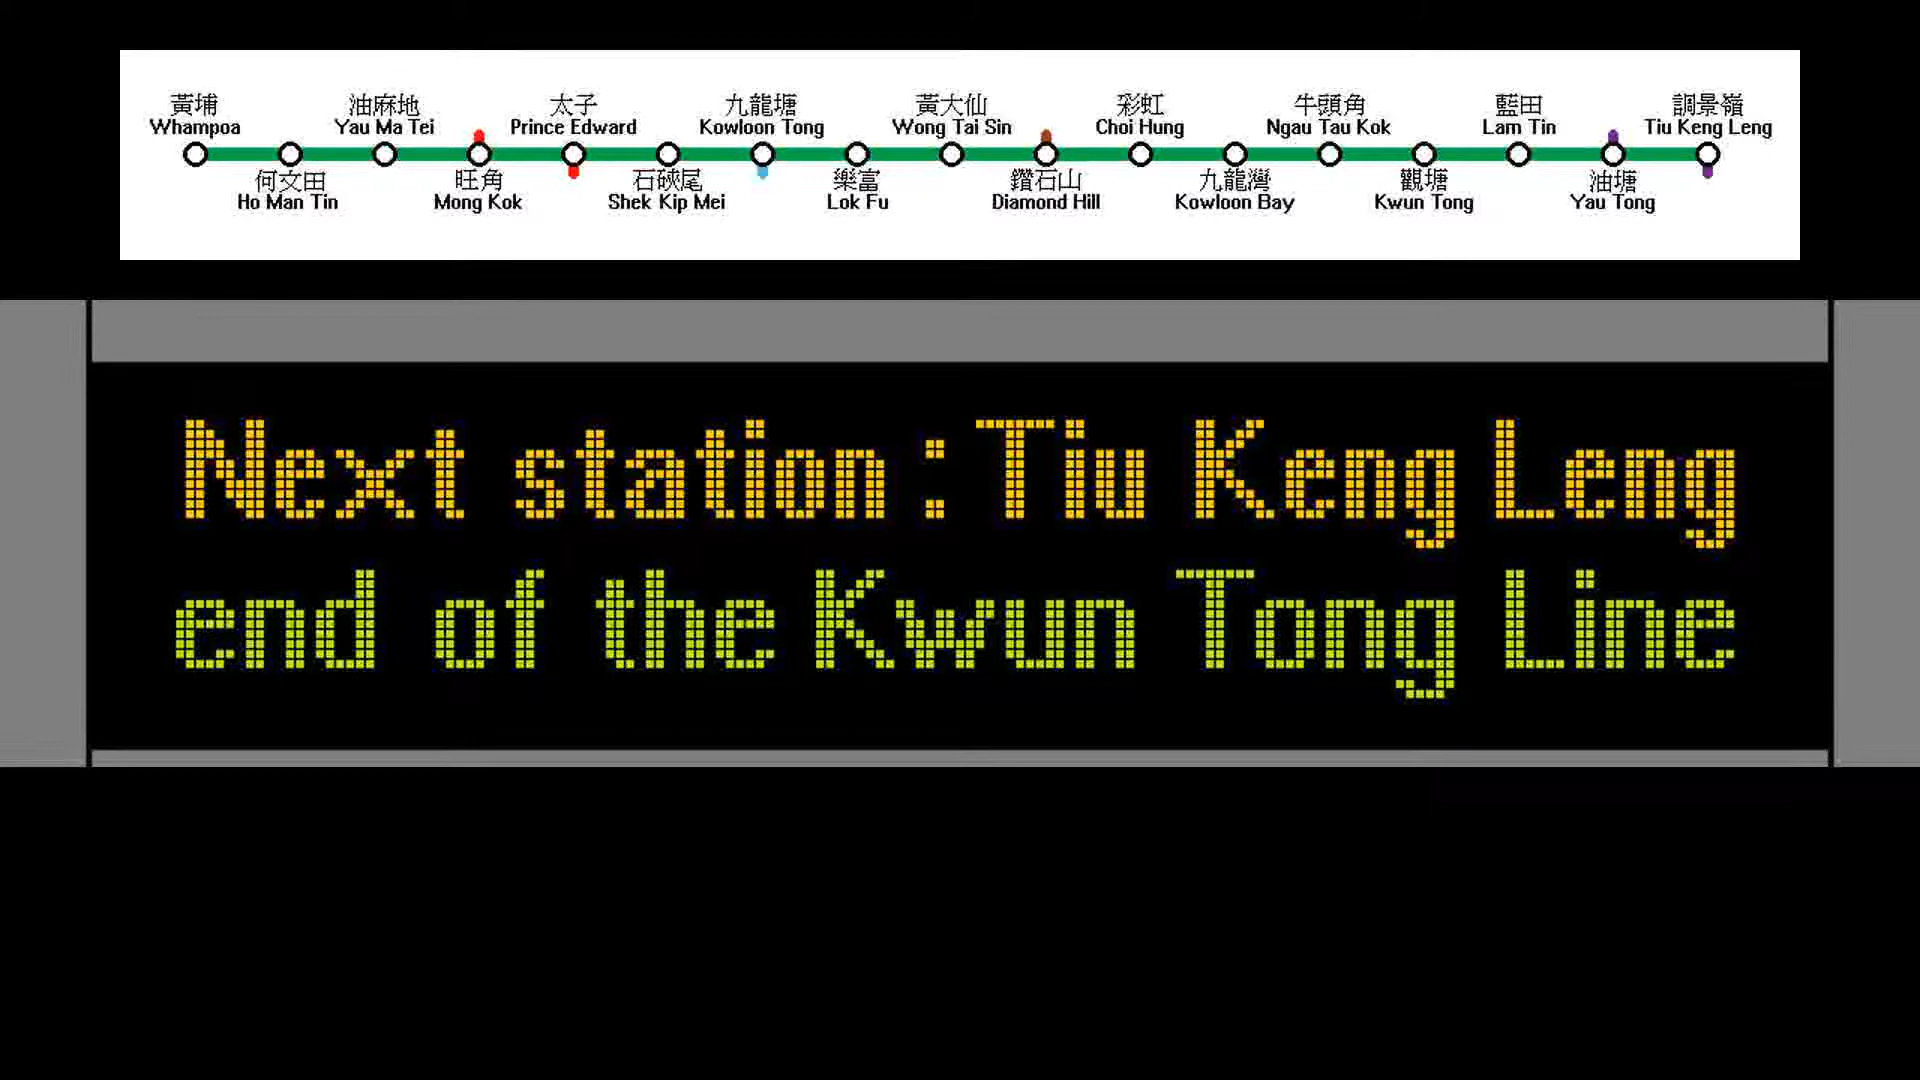 黃埔
Whampoa
何文田
Ho Man Tin
油麻地
Yau Ma Tei
旺角
Mong Kok
太子
Prince Edward
石硤尾
Shek Kip Mei
九龍塘
Kowloon Tong
樂富
Lok Fu
黃大仙
Wong Tai Sin
鑽石山
Diamond Hill
彩虹
Choi Hung
九龍灣
Kowloon Bay
牛頭角
Ngau Tau Kok
觀塘
Kwun Tong
藍田
Lam Tin
油塘
Yau Tong
調景嶺
Tiu Keng Leng
Next station : Tiu Keng Leng
end of the Kwun Tong Line